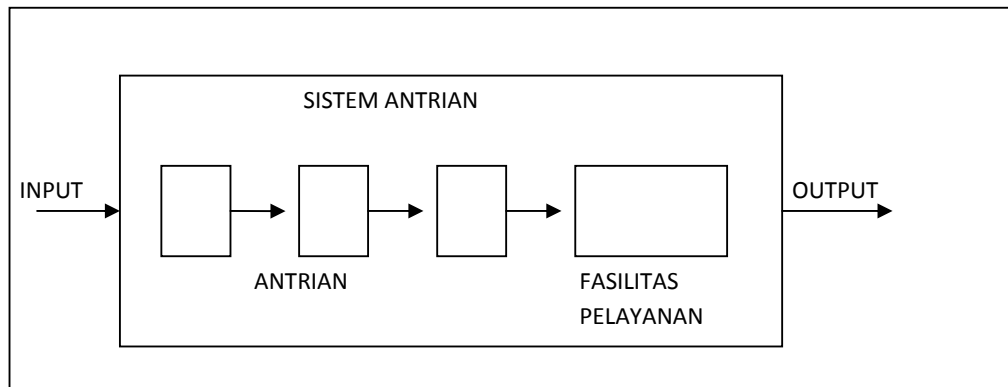 SISTEM ANTRIAN
INPUT
OUTPUT
ANTRIAN
FASILITAS
PELAYANAN